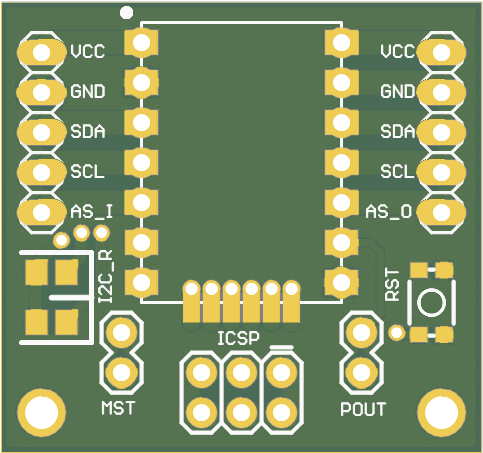 VCC VCC
GND GND
SDA SDA
SCL SCL
AS_I AS_O
I2C_R
RST
ICSP
MST
POUT